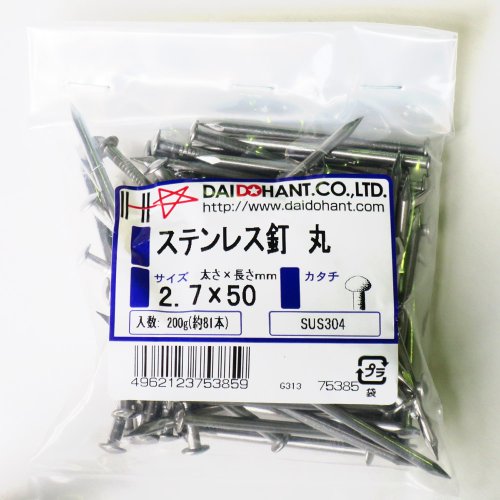 DAIDOHANT.CO.,LTD.
http://www.daidohant.com
ステンレス釘 丸
サイズ 太さ×長さmm カタチ
2.7×50
入数: 200g(約81本) SUS304
4962123753859 G313 75385
プラ
袋